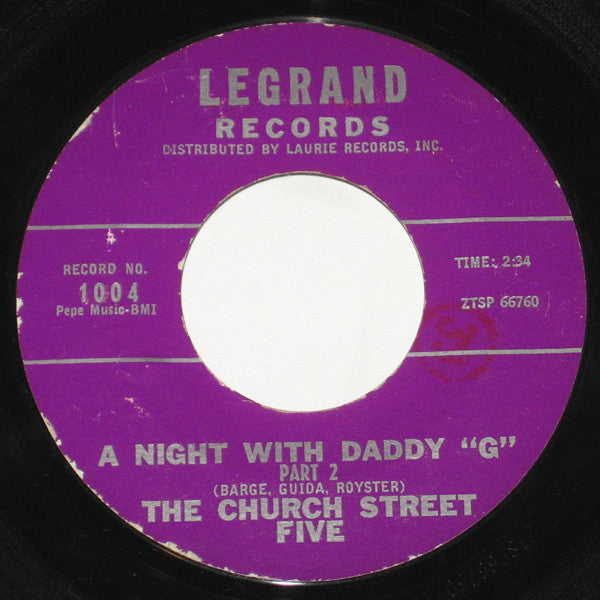 LEGRAND
RECORDS
DISTRIBUTED BY LAURIE RECORDS, INC.
RECORD NO.
1004
Pepe Music-BMI
TIME: 2:34
ZTSP 66760
A NIGHT WITH DADDY “G”
PART 2
(BARGE, GUIDA, ROYSTER)
THE CHURCH STREET
FIVE